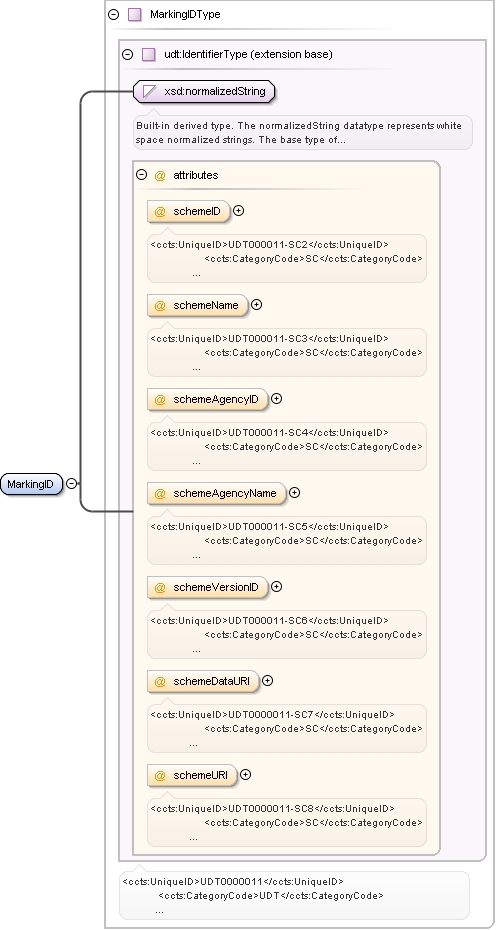 MarkingIDType
udt:IdentifierType (extension base)
xsd:normalizedString
Built-in derived type. The normalizedString datatype represents white
space normalized strings. The base type of...
@ attributes
@ schemeID
<ccts:UniqueID>UDT000011-SC2</ccts:UniqueID>
<ccts:CategoryCode>SC</ccts:CategoryCode>
...
@ schemeName
<ccts:UniqueID>UDT000011-SC3</ccts:UniqueID>
<ccts:CategoryCode>SC</ccts:CategoryCode>
...
@ schemeAgencyID
<ccts:UniqueID>UDT000011-SC4</ccts:UniqueID>
<ccts:CategoryCode>SC</ccts:CategoryCode>
...
MarkingID
@ schemeAgencyName
<ccts:UniqueID>UDT000011-SC5</ccts:UniqueID>
<ccts:CategoryCode>SC</ccts:CategoryCode>
...
@ schemeVersionID
<ccts:UniqueID>UDT000011-SC6</ccts:UniqueID>
<ccts:CategoryCode>SC</ccts:CategoryCode>
...
@ schemeDataURI
<ccts:UniqueID>UDT0000011-SC7</ccts:UniqueID>
<ccts:CategoryCode>SC</ccts:CategoryCode>
...
@ schemeURI
<ccts:UniqueID>UDT0000011-SC8</ccts:UniqueID>
<ccts:CategoryCode>SC</ccts:CategoryCode>
...
<ccts:UniqueID>UDT0000011</ccts:UniqueID>
<ccts:CategoryCode>UDT</ccts:CategoryCode>
...